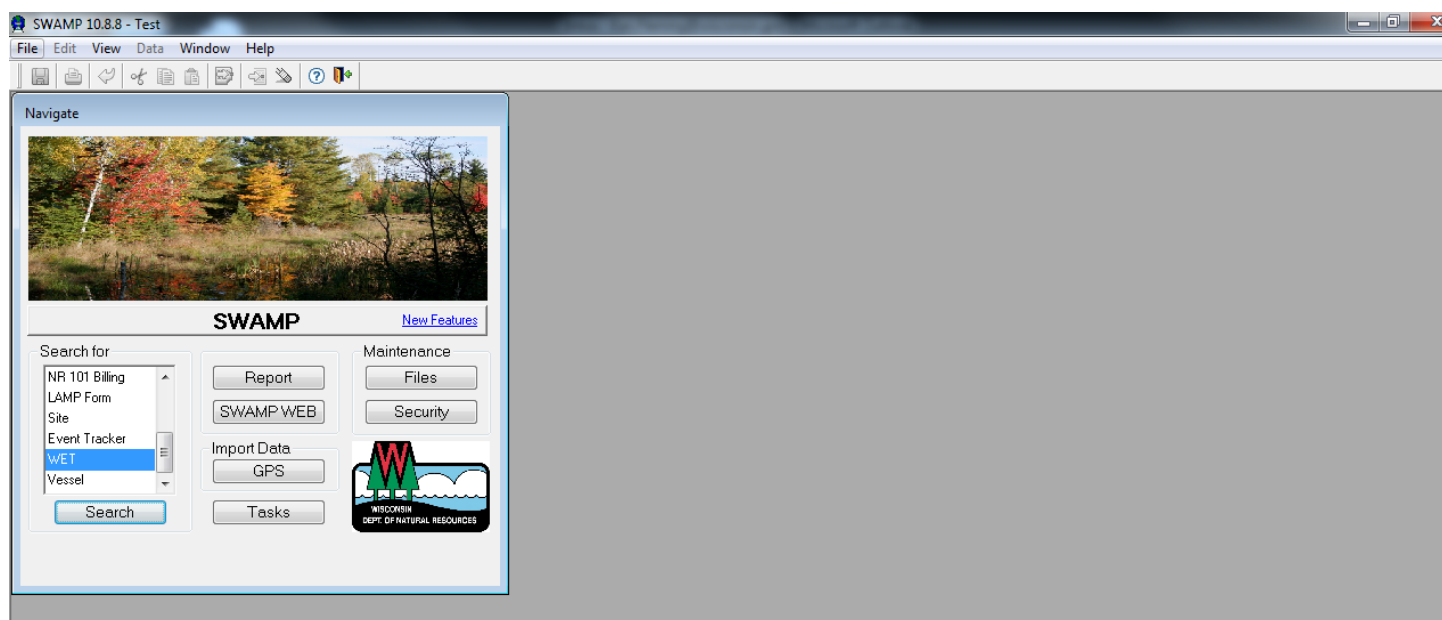 SWAMP 10.8.8 - Test
File Edit View Data Window Help
Navigate
SWAMP
New Features
Search for
NR 101 Billing
LAMP Form
Site
Event Tracker
WET
Vessel
Search
Report
SWAMP WEB
Import Data
GPS
Tasks
Maintenance
Files
Security
WISCONSIN
DEPT. OF NATURAL RESOURCES